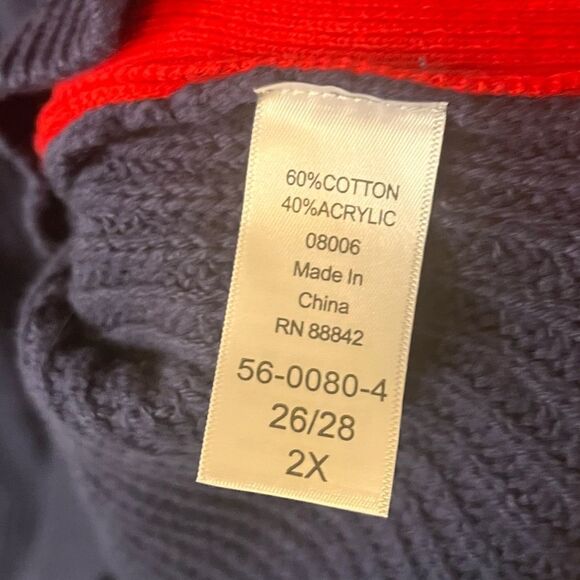 60%COTTON
40%ACRYLIC
08006
Made In
China
RN 88842
56-0080-4
26/28
2X